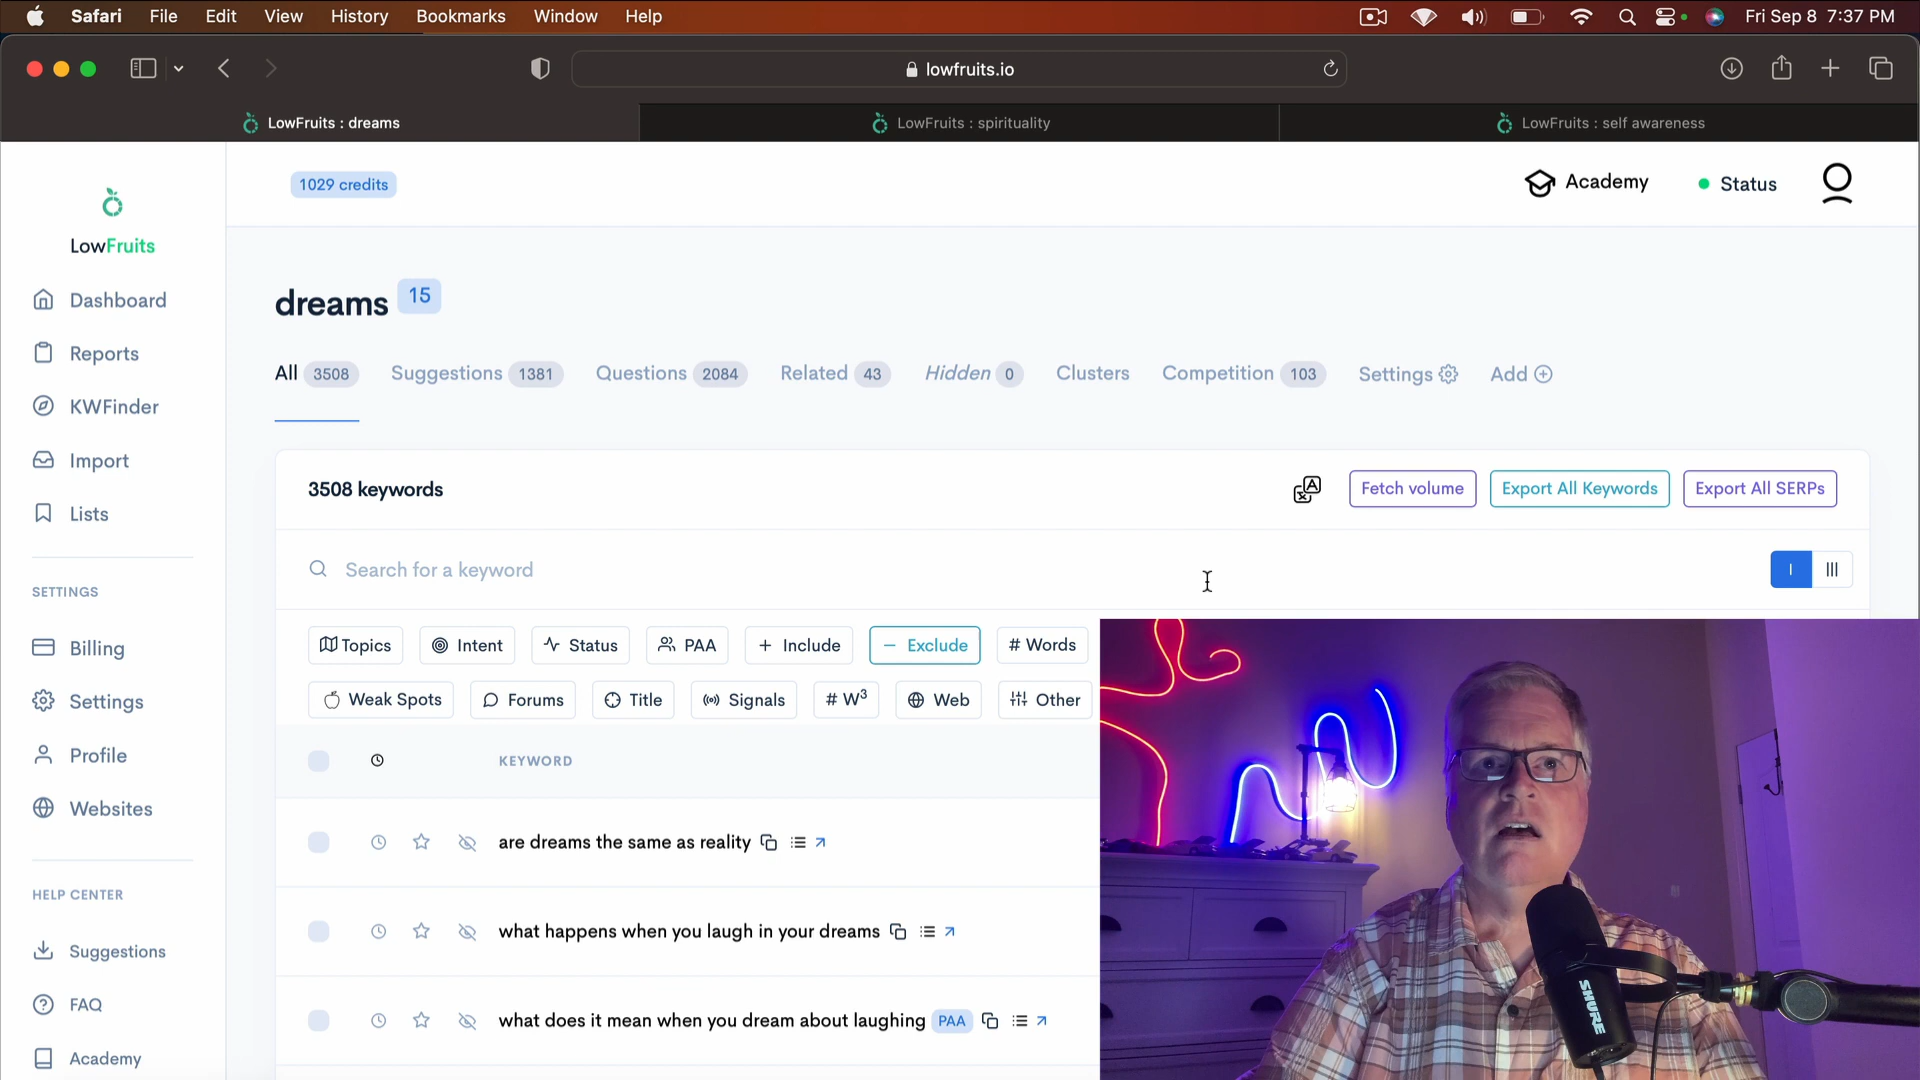 Safari File Edit View History Bookmarks Window Help Fri Sep 8 7:37 PM
lowfruits.io
LowFruits : dreams LowFruits : spirituality LowFruits : self awareness
1029 credits Academy Status
LowFruits
Dashboard
Reports
KWFinder
Import
Lists
SETTINGS
Billing
Settings
Profile
Websites
HELP CENTER
Suggestions
FAQ
Academy
dreams 15
All 3508 Suggestions 1381 Questions 2084 Related 43 Hidden 0 Clusters Competition 103 Settings Add
3508 keywords Fetch volume Export All Keywords Export All SERPs
Search for a keyword
Topics Intent Status PAA + Include − Exclude # Words
Weak Spots Forums Title Signals # W³ Web Other
KEYWORD
are dreams the same as reality
what happens when you laugh in your dreams
what does it mean when you dream about laughing PAA
SHURE